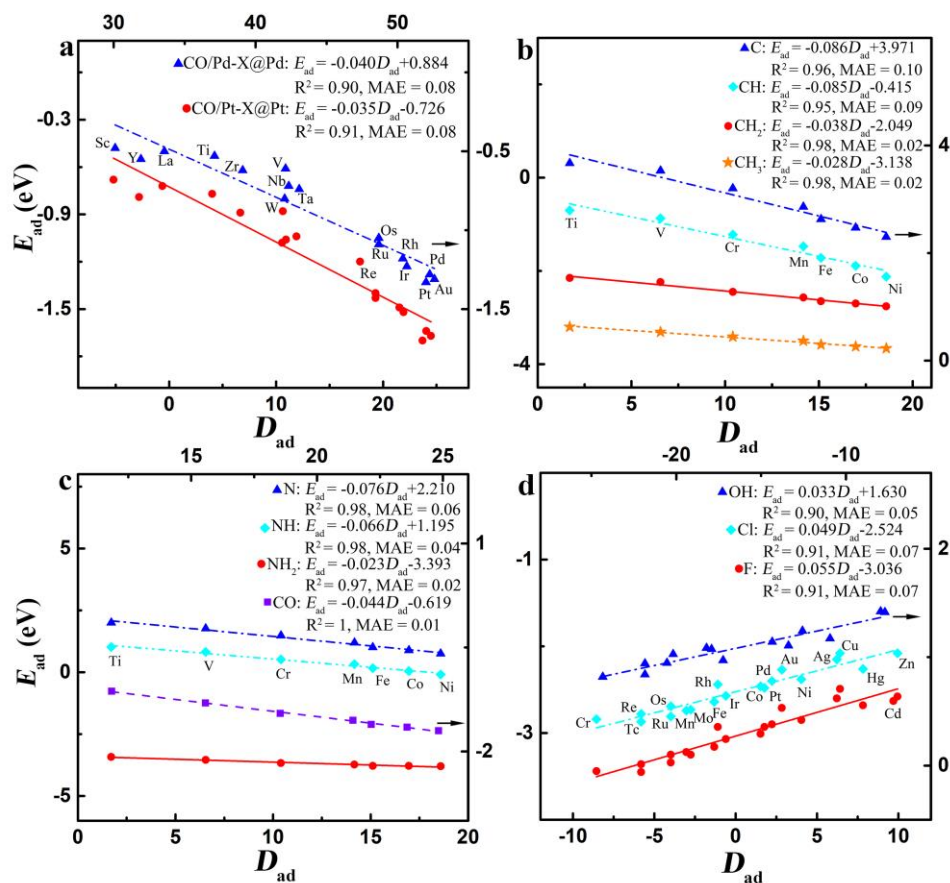 30 40 50
a
CO/Pd-X@Pd: E_ad = -0.040D_ad+0.884
R² = 0.90, MAE = 0.08
CO/Pt-X@Pt: E_ad = -0.035D_ad-0.726
R² = 0.91, MAE = 0.08
-0.3
-0.9
-1.5
E_ad (eV)
-0.5
-1.5
Sc Y La Ti Zr V Nb Ta W
Os Ru Rh Re Ir Pd Pt Au
0 10 20
D_ad
b
C: E_ad = -0.086D_ad+3.971
R² = 0.96, MAE = 0.10
CH: E_ad = -0.085D_ad-0.415
R² = 0.95, MAE = 0.09
CH₂: E_ad = -0.038D_ad-2.049
R² = 0.98, MAE = 0.02
CH₃: E_ad = -0.028D_ad-3.138
R² = 0.98, MAE = 0.02
0
-4
4
2
0
Ti V Cr Mn Fe Co Ni
0 5 10 15 20
D_ad
15 20 25
c
N: E_ad = -0.076D_ad+2.210
R² = 0.98, MAE = 0.06
NH: E_ad = -0.066D_ad+1.195
R² = 0.98, MAE = 0.04
NH₂: E_ad = -0.023D_ad-3.393
R² = 0.97, MAE = 0.02
CO: E_ad = -0.044D_ad-0.619
R² = 1, MAE = 0.01
5
0
-5
E_ad (eV)
-1
-2
Ti V Cr Mn Fe Co Ni
0 5 10 15 20
D_ad
-20 -10
d
OH: E_ad = 0.033D_ad+1.630
R² = 0.90, MAE = 0.05
Cl: E_ad = 0.049D_ad-2.524
R² = 0.91, MAE = 0.07
F: E_ad = 0.055D_ad-3.036
R² = 0.91, MAE = 0.07
-1
-3
2
0
Cr Re Tc Os Ru Mn Mo Rh Fe Ir
Co Pd Pt Au Ni Ag Cu Hg Zn Cd
-10 -5 0 5 10
D_ad